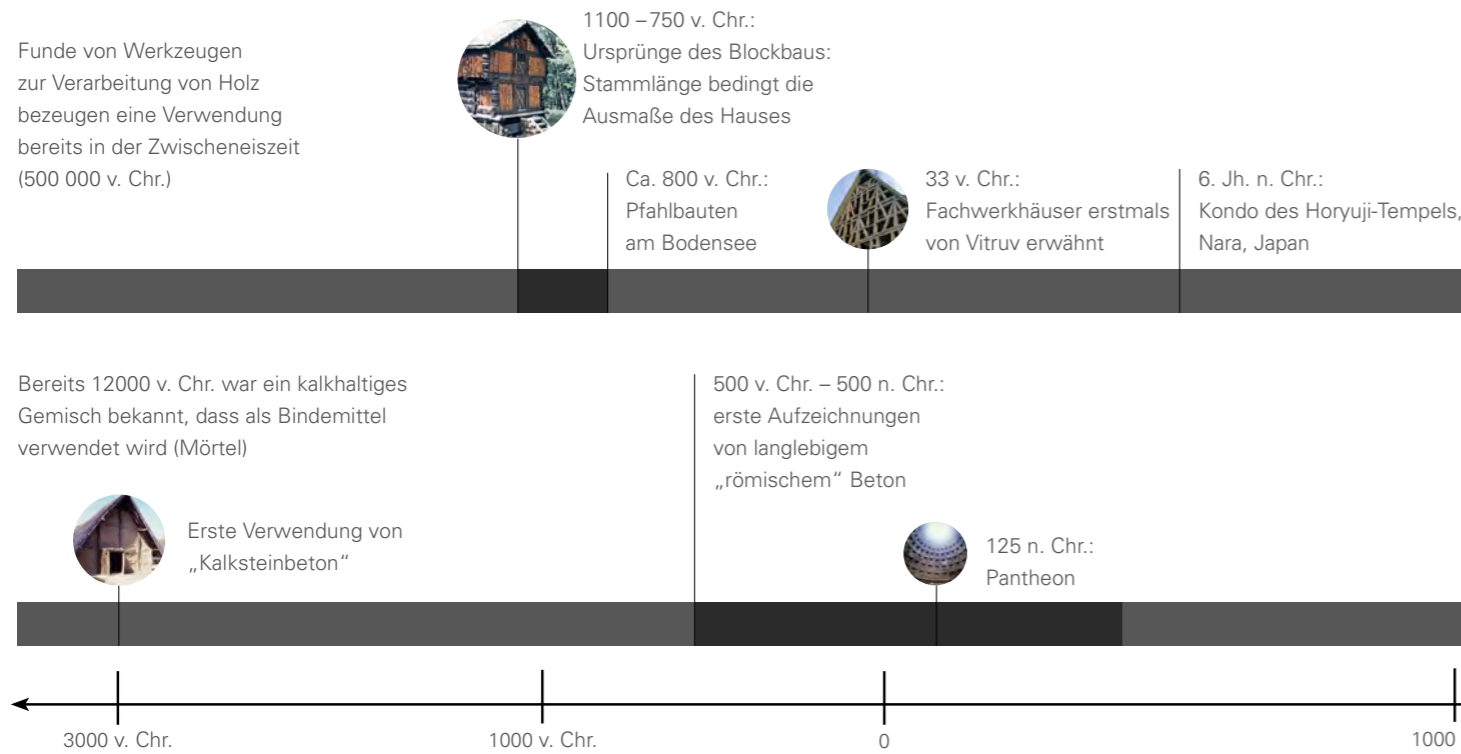 Funde von Werkzeugen
zur Verarbeitung von Holz
bezeugen eine Verwendung
bereits in der Zwischeneiszeit
(500 000 v. Chr.)
1100 – 750 v. Chr.:
Ursprünge des Blockbaus:
Stammlänge bedingt die
Ausmaße des Hauses
Ca. 800 v. Chr.:
Pfahlbauten
am Bodensee
33 v. Chr.:
Fachwerkhäuser erstmals
von Vitruv erwähnt
6. Jh. n. Chr.:
Kondo des Horyuji-Tempels,
Nara, Japan
Bereits 12000 v. Chr. war ein kalkhaltiges
Gemisch bekannt, dass als Bindemittel
verwendet wird (Mörtel)
Erste Verwendung von
„Kalksteinbeton“
500 v. Chr. – 500 n. Chr.:
erste Aufzeichnungen
von langlebigem
„römischem“ Beton
125 n. Chr.:
Pantheon
3000 v. Chr.
1000 v. Chr.
0
1000